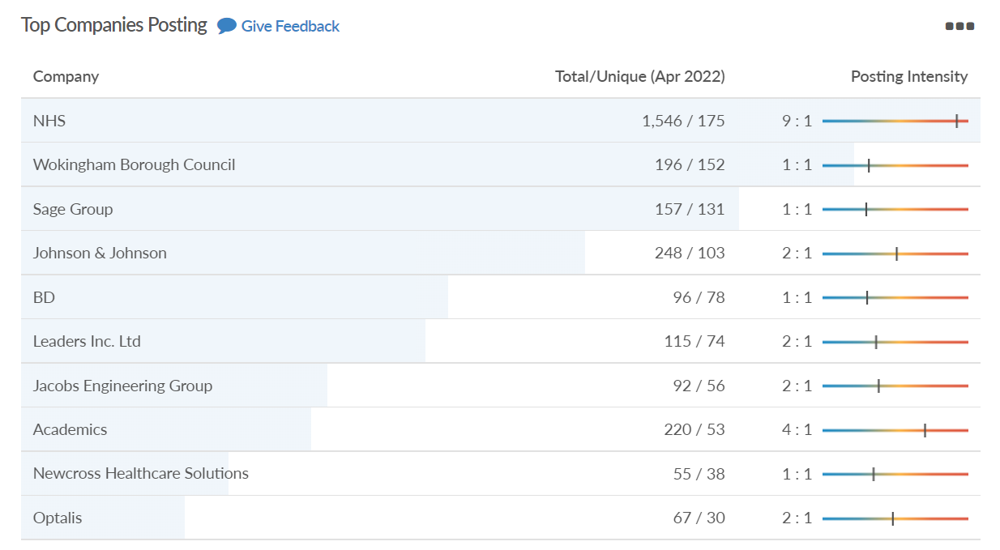 Top Companies Posting Give Feedback
Company Total/Unique (Apr 2022) Posting Intensity
NHS 1,546 / 175 9 : 1
Wokingham Borough Council 196 / 152 1 : 1
Sage Group 157 / 131 1 : 1
Johnson & Johnson 248 / 103 2 : 1
BD 96 / 78 1 : 1
Leaders Inc. Ltd 115 / 74 2 : 1
Jacobs Engineering Group 92 / 56 2 : 1
Academics 220 / 53 4 : 1
Newcross Healthcare Solutions 55 / 38 1 : 1
Optalis 67 / 30 2 : 1